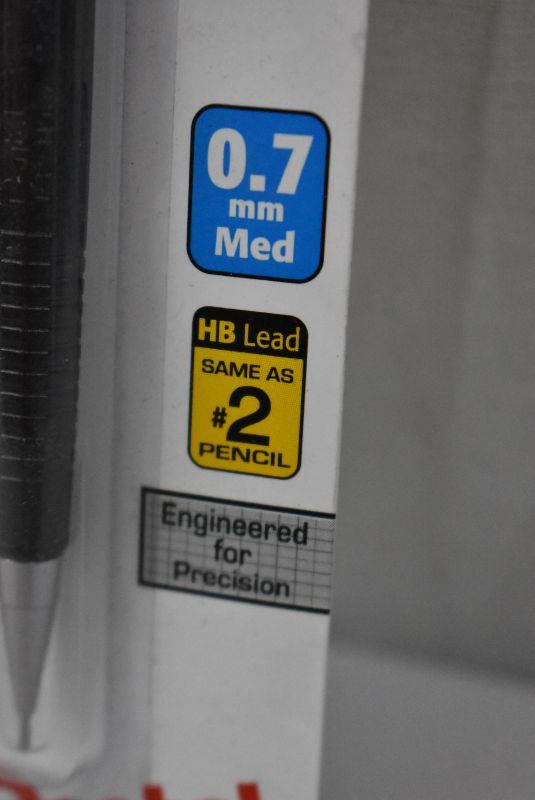 0.7
mm
Med
HB Lead
SAME AS
#2
PENCIL
Engineered
for
Precision